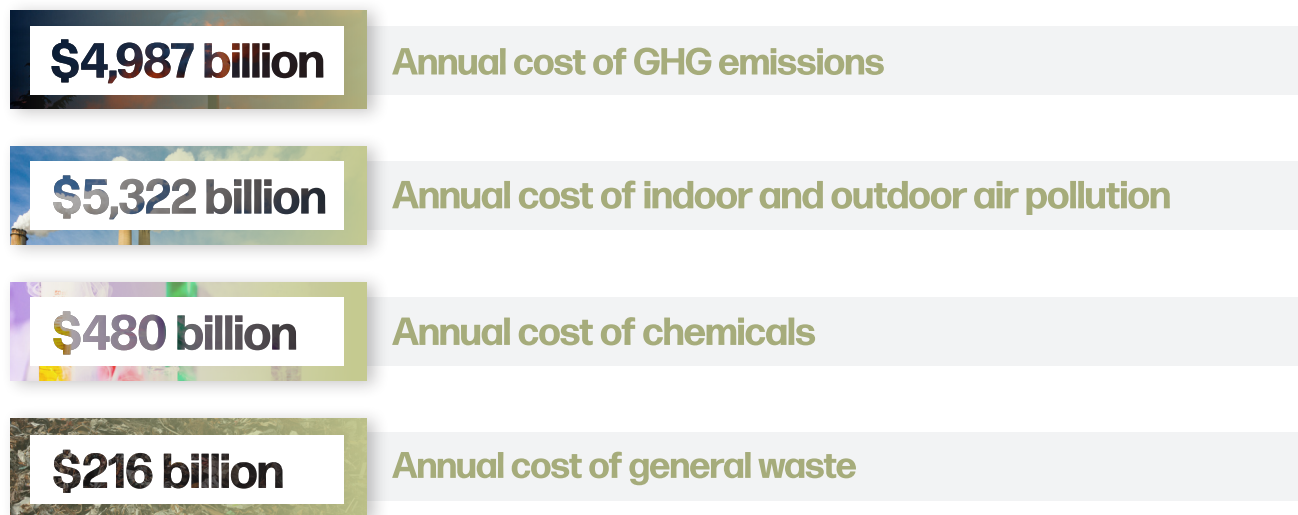 $4,987 billion Annual cost of GHG emissions
$5,322 billion Annual cost of indoor and outdoor air pollution
$480 billion Annual cost of chemicals
$216 billion Annual cost of general waste